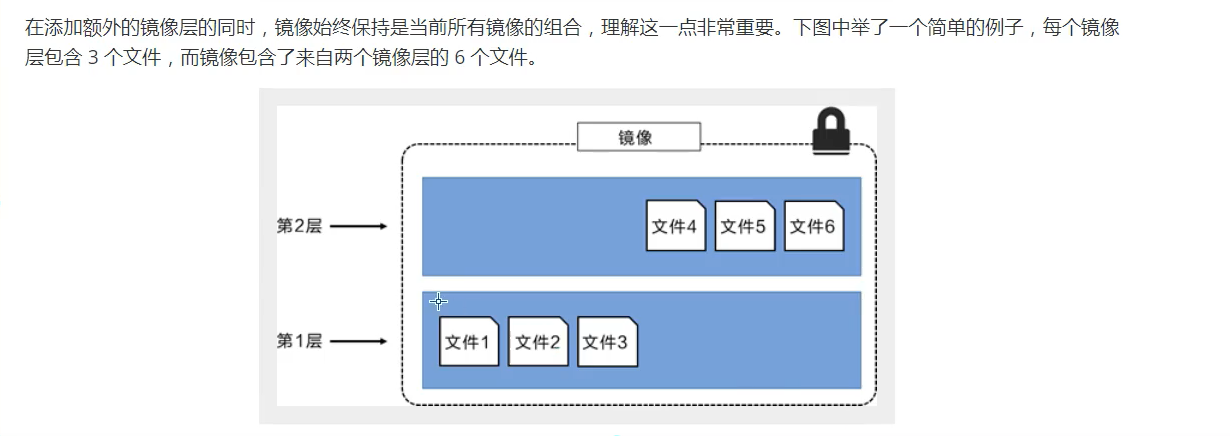 在添加额外的镜像层的同时，镜像始终保持是当前所有镜像的组合，理解这一点非常重要。下图中举了一个简单的例子，每个镜像
层包含 3 个文件，而镜像包含了来自两个镜像层的 6 个文件。
镜像
第2层
文件4 文件5 文件6
第1层
文件1 文件2 文件3